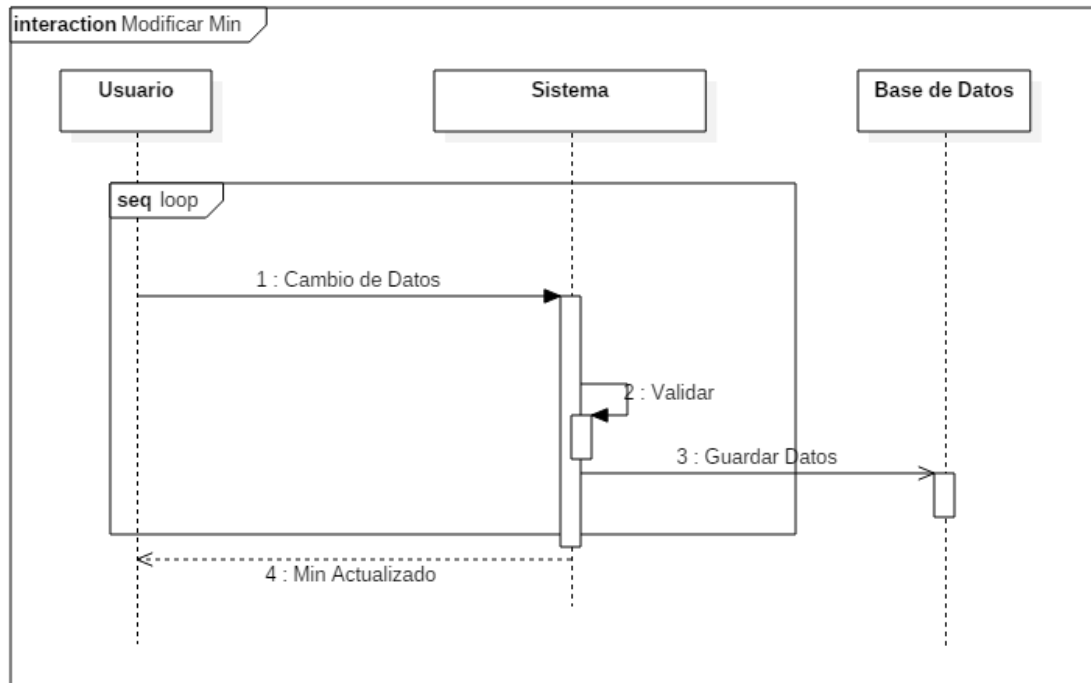 interaction Modificar Min
Usuario
Sistema
Base de Datos
seq loop
1 : Cambio de Datos
2 : Validar
3 : Guardar Datos
4 : Min Actualizado